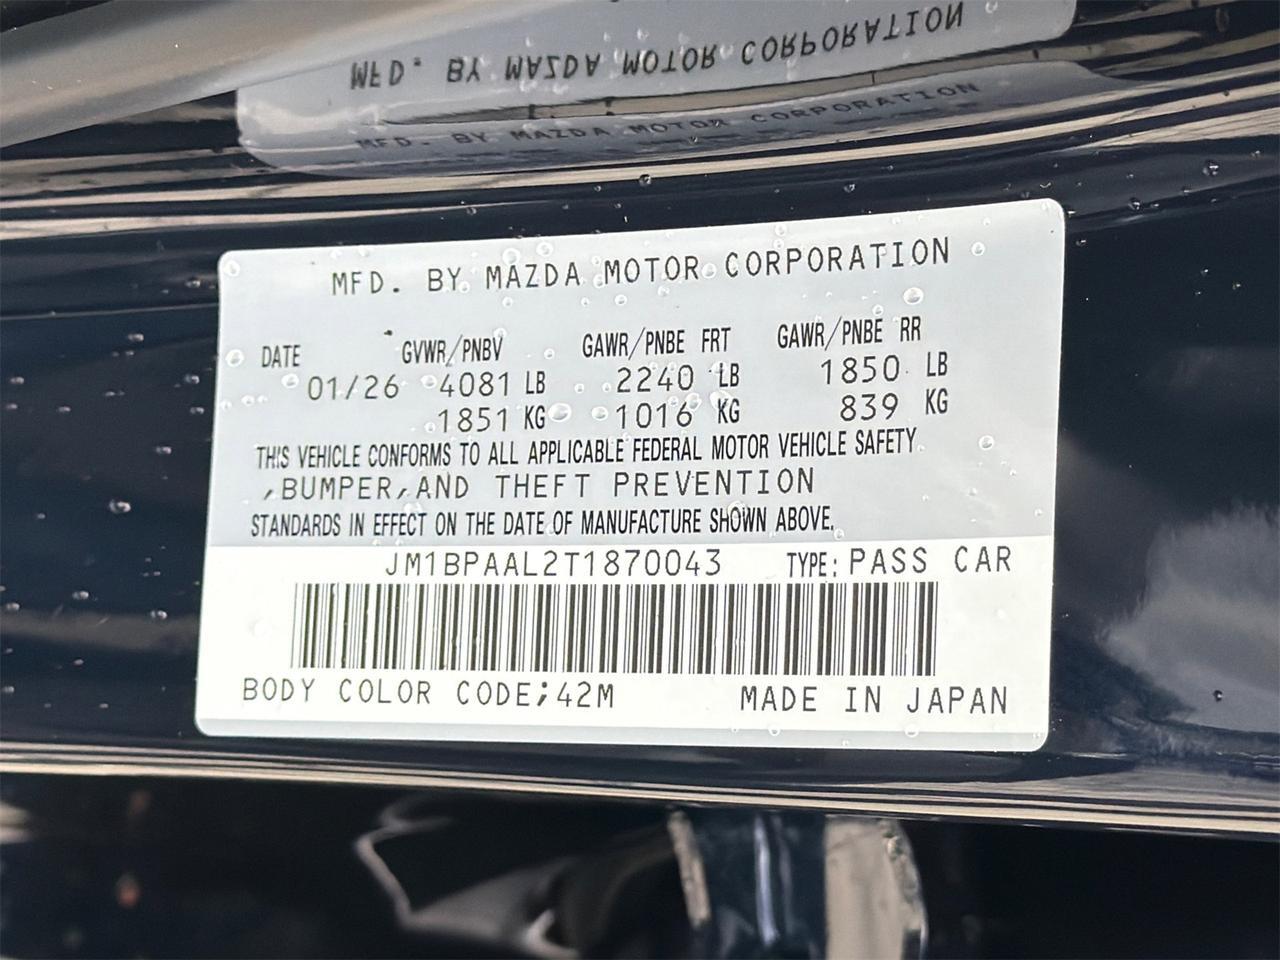 MFD. BY MAZDA MOTOR CORPORATION
MFD. BY MAZDA MOTOR CORPORATION
MFD. BY MAZDA MOTOR CORPORATION
DATE GVWR/PNBV GAWR/PNBE FRT GAWR/PNBE RR
01/26 4081 LB 2240 LB 1850 LB
1851 KG 1016 KG 839 KG
THIS VEHICLE CONFORMS TO ALL APPLICABLE FEDERAL MOTOR VEHICLE SAFETY
,BUMPER,AND THEFT PREVENTION
STANDARDS IN EFFECT ON THE DATE OF MANUFACTURE SHOWN ABOVE.
JM1BPAAL2T1870043 TYPE: PASS CAR
BODY COLOR CODE;42M MADE IN JAPAN